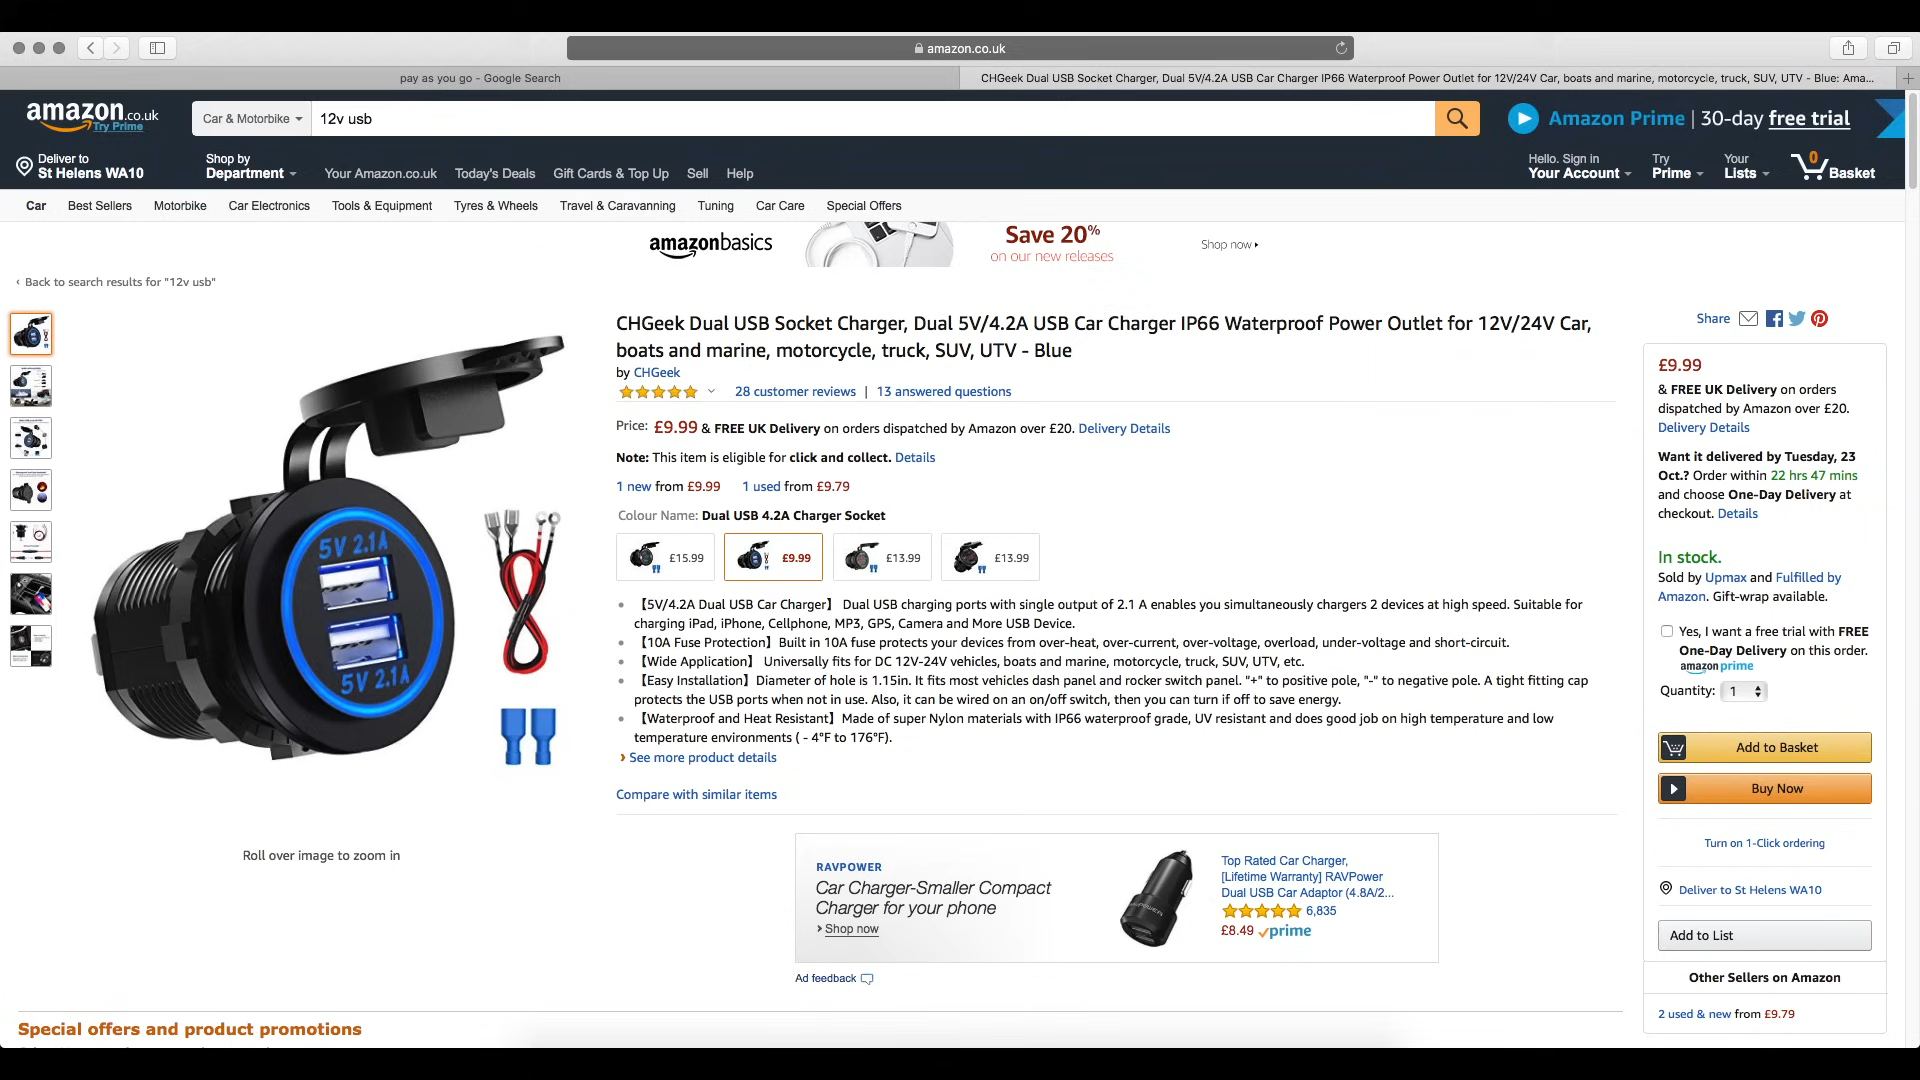 amazon.co.uk
pay as you go - Google Search
CHGeek Dual USB Socket Charger, Dual 5V/4.2A USB Car Charger IP66 Waterproof Power Outlet for 12V/24V Car, boats and marine, motorcycle, truck, SUV, UTV - Blue: Ama...
amazon.co.uk
Try Prime
Car & Motorbike
12v usb
Amazon Prime | 30-day free trial
Deliver to
St Helens WA10
Shop by
Department
Your Amazon.co.uk
Today's Deals
Gift Cards & Top Up
Sell
Help
Hello. Sign in
Your Account
Try
Prime
Your
Lists
0
Basket
Car
Best Sellers
Motorbike
Car Electronics
Tools & Equipment
Tyres & Wheels
Travel & Caravanning
Tuning
Car Care
Special Offers
amazonbasics
Save 20%
on our new releases
Shop now
‹ Back to search results for "12v usb"
5V 2.1A
5V 2.1A
Roll over image to zoom in
CHGeek Dual USB Socket Charger, Dual 5V/4.2A USB Car Charger IP66 Waterproof Power Outlet for 12V/24V Car,
boats and marine, motorcycle, truck, SUV, UTV - Blue
by CHGeek
28 customer reviews | 13 answered questions
Price: £9.99 & FREE UK Delivery on orders dispatched by Amazon over £20. Delivery Details
Note: This item is eligible for click and collect. Details
1 new from £9.99 1 used from £9.79
Colour Name: Dual USB 4.2A Charger Socket
£15.99
£9.99
£13.99
£13.99
• 【5V/4.2A Dual USB Car Charger】 Dual USB charging ports with single output of 2.1 A enables you simultaneously chargers 2 devices at high speed. Suitable for
charging iPad, iPhone, Cellphone, MP3, GPS, Camera and More USB Device.
• 【10A Fuse Protection】Built in 10A fuse protects your devices from over-heat, over-current, over-voltage, overload, under-voltage and short-circuit.
• 【Wide Application】 Universally fits for DC 12V-24V vehicles, boats and marine, motorcycle, truck, SUV, UTV, etc.
• 【Easy Installation】Diameter of hole is 1.15in. It fits most vehicles dash panel and rocker switch panel. "+" to positive pole, "-" to negative pole. A tight fitting cap
protects the USB ports when not in use. Also, it can be wired on an on/off switch, then you can turn if off to save energy.
• 【Waterproof and Heat Resistant】Made of super Nylon materials with IP66 waterproof grade, UV resistant and does good job on high temperature and low
temperature environments ( - 4°F to 176°F).
› See more product details
Compare with similar items
RAVPOWER
Car Charger-Smaller Compact
Charger for your phone
› Shop now
Top Rated Car Charger,
[Lifetime Warranty] RAVPower
Dual USB Car Adaptor (4.8A/2...
6,835
£8.49 prime
Ad feedback
Special offers and product promotions
Share
£9.99
& FREE UK Delivery on orders
dispatched by Amazon over £20.
Delivery Details
Want it delivered by Tuesday, 23
Oct.? Order within 22 hrs 47 mins
and choose One-Day Delivery at
checkout. Details
In stock.
Sold by Upmax and Fulfilled by
Amazon. Gift-wrap available.
Yes, I want a free trial with FREE
One-Day Delivery on this order.
amazon prime
Quantity: 1
Add to Basket
Buy Now
Turn on 1-Click ordering
Deliver to St Helens WA10
Add to List
Other Sellers on Amazon
2 used & new from £9.79